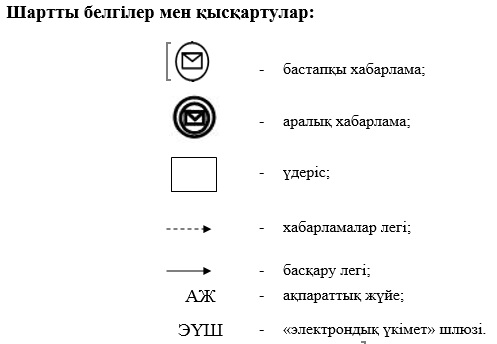 Шартты белгілер мен қысқартулар:
- бастапқы хабарлама;
- аралық хабарлама;
- үдеріс;
- хабарламалар легі;
- басқару легі;
АЖ - ақпараттық жүйе;
ЭҮШ - «электрондық үкімет» шлюзі.